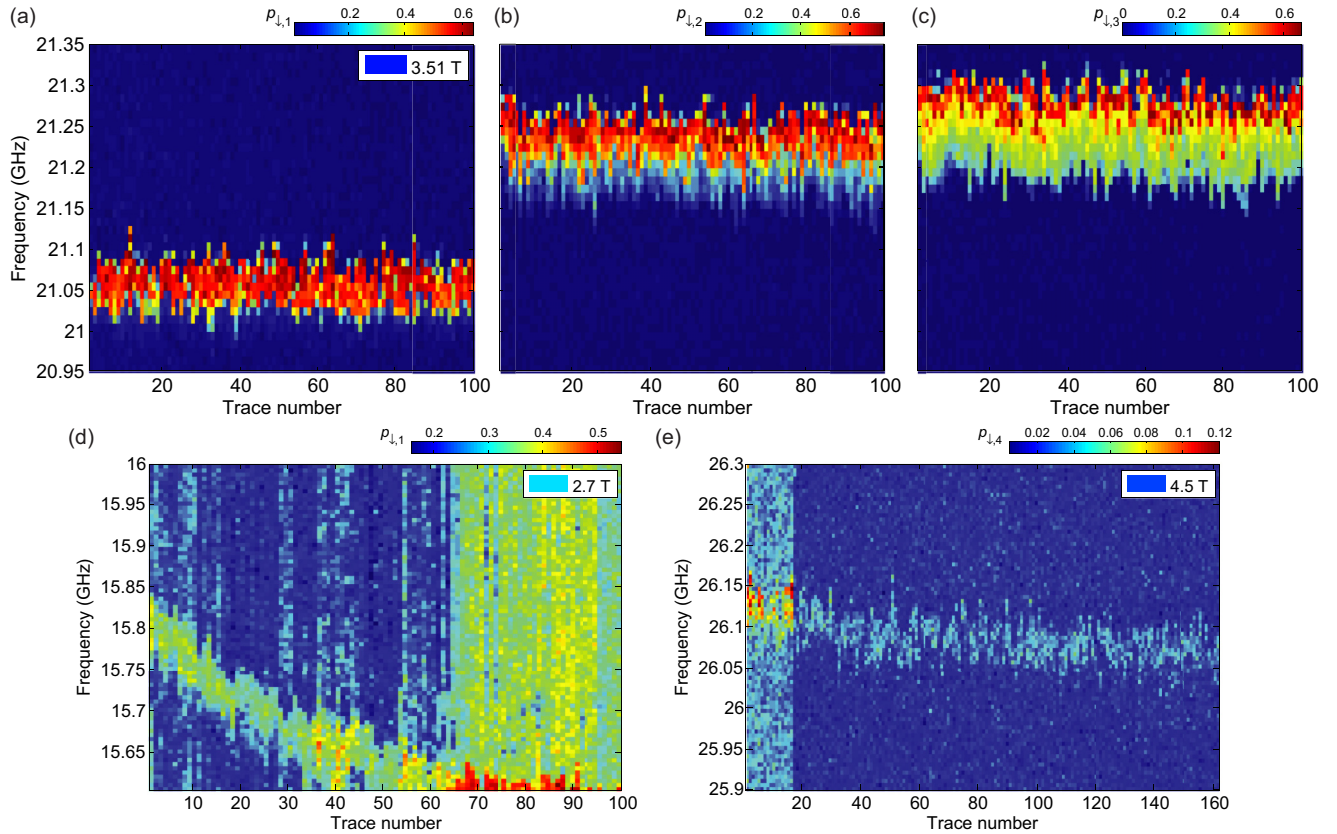 (a) p↓,1 0.2 0.4 0.6
(b) p↓,2 0.2 0.4 0.6
(c) p↓,3 0 0.2 0.4 0.6
21.35
21.3
21.25
21.2
21.15
21.1
21.05
21
20.95
Frequency (GHz)
3.51 T
20 40 60 80 100
Trace number
20 40 60 80 100
Trace number
20 40 60 80 100
Trace number
(d) p↓,1 0.2 0.3 0.4 0.5
16
15.95
15.9
15.85
15.8
15.75
15.7
15.65
Frequency (GHz)
2.7 T
10 20 30 40 50 60 70 80 90 100
Trace number
(e) p↓,4 0.02 0.04 0.06 0.08 0.1 0.12
26.3
26.2
26.15
26.1
26.05
26
25.95
25.9
Frequency (GHz)
4.5 T
20 40 60 80 100 120 140 160
Trace number